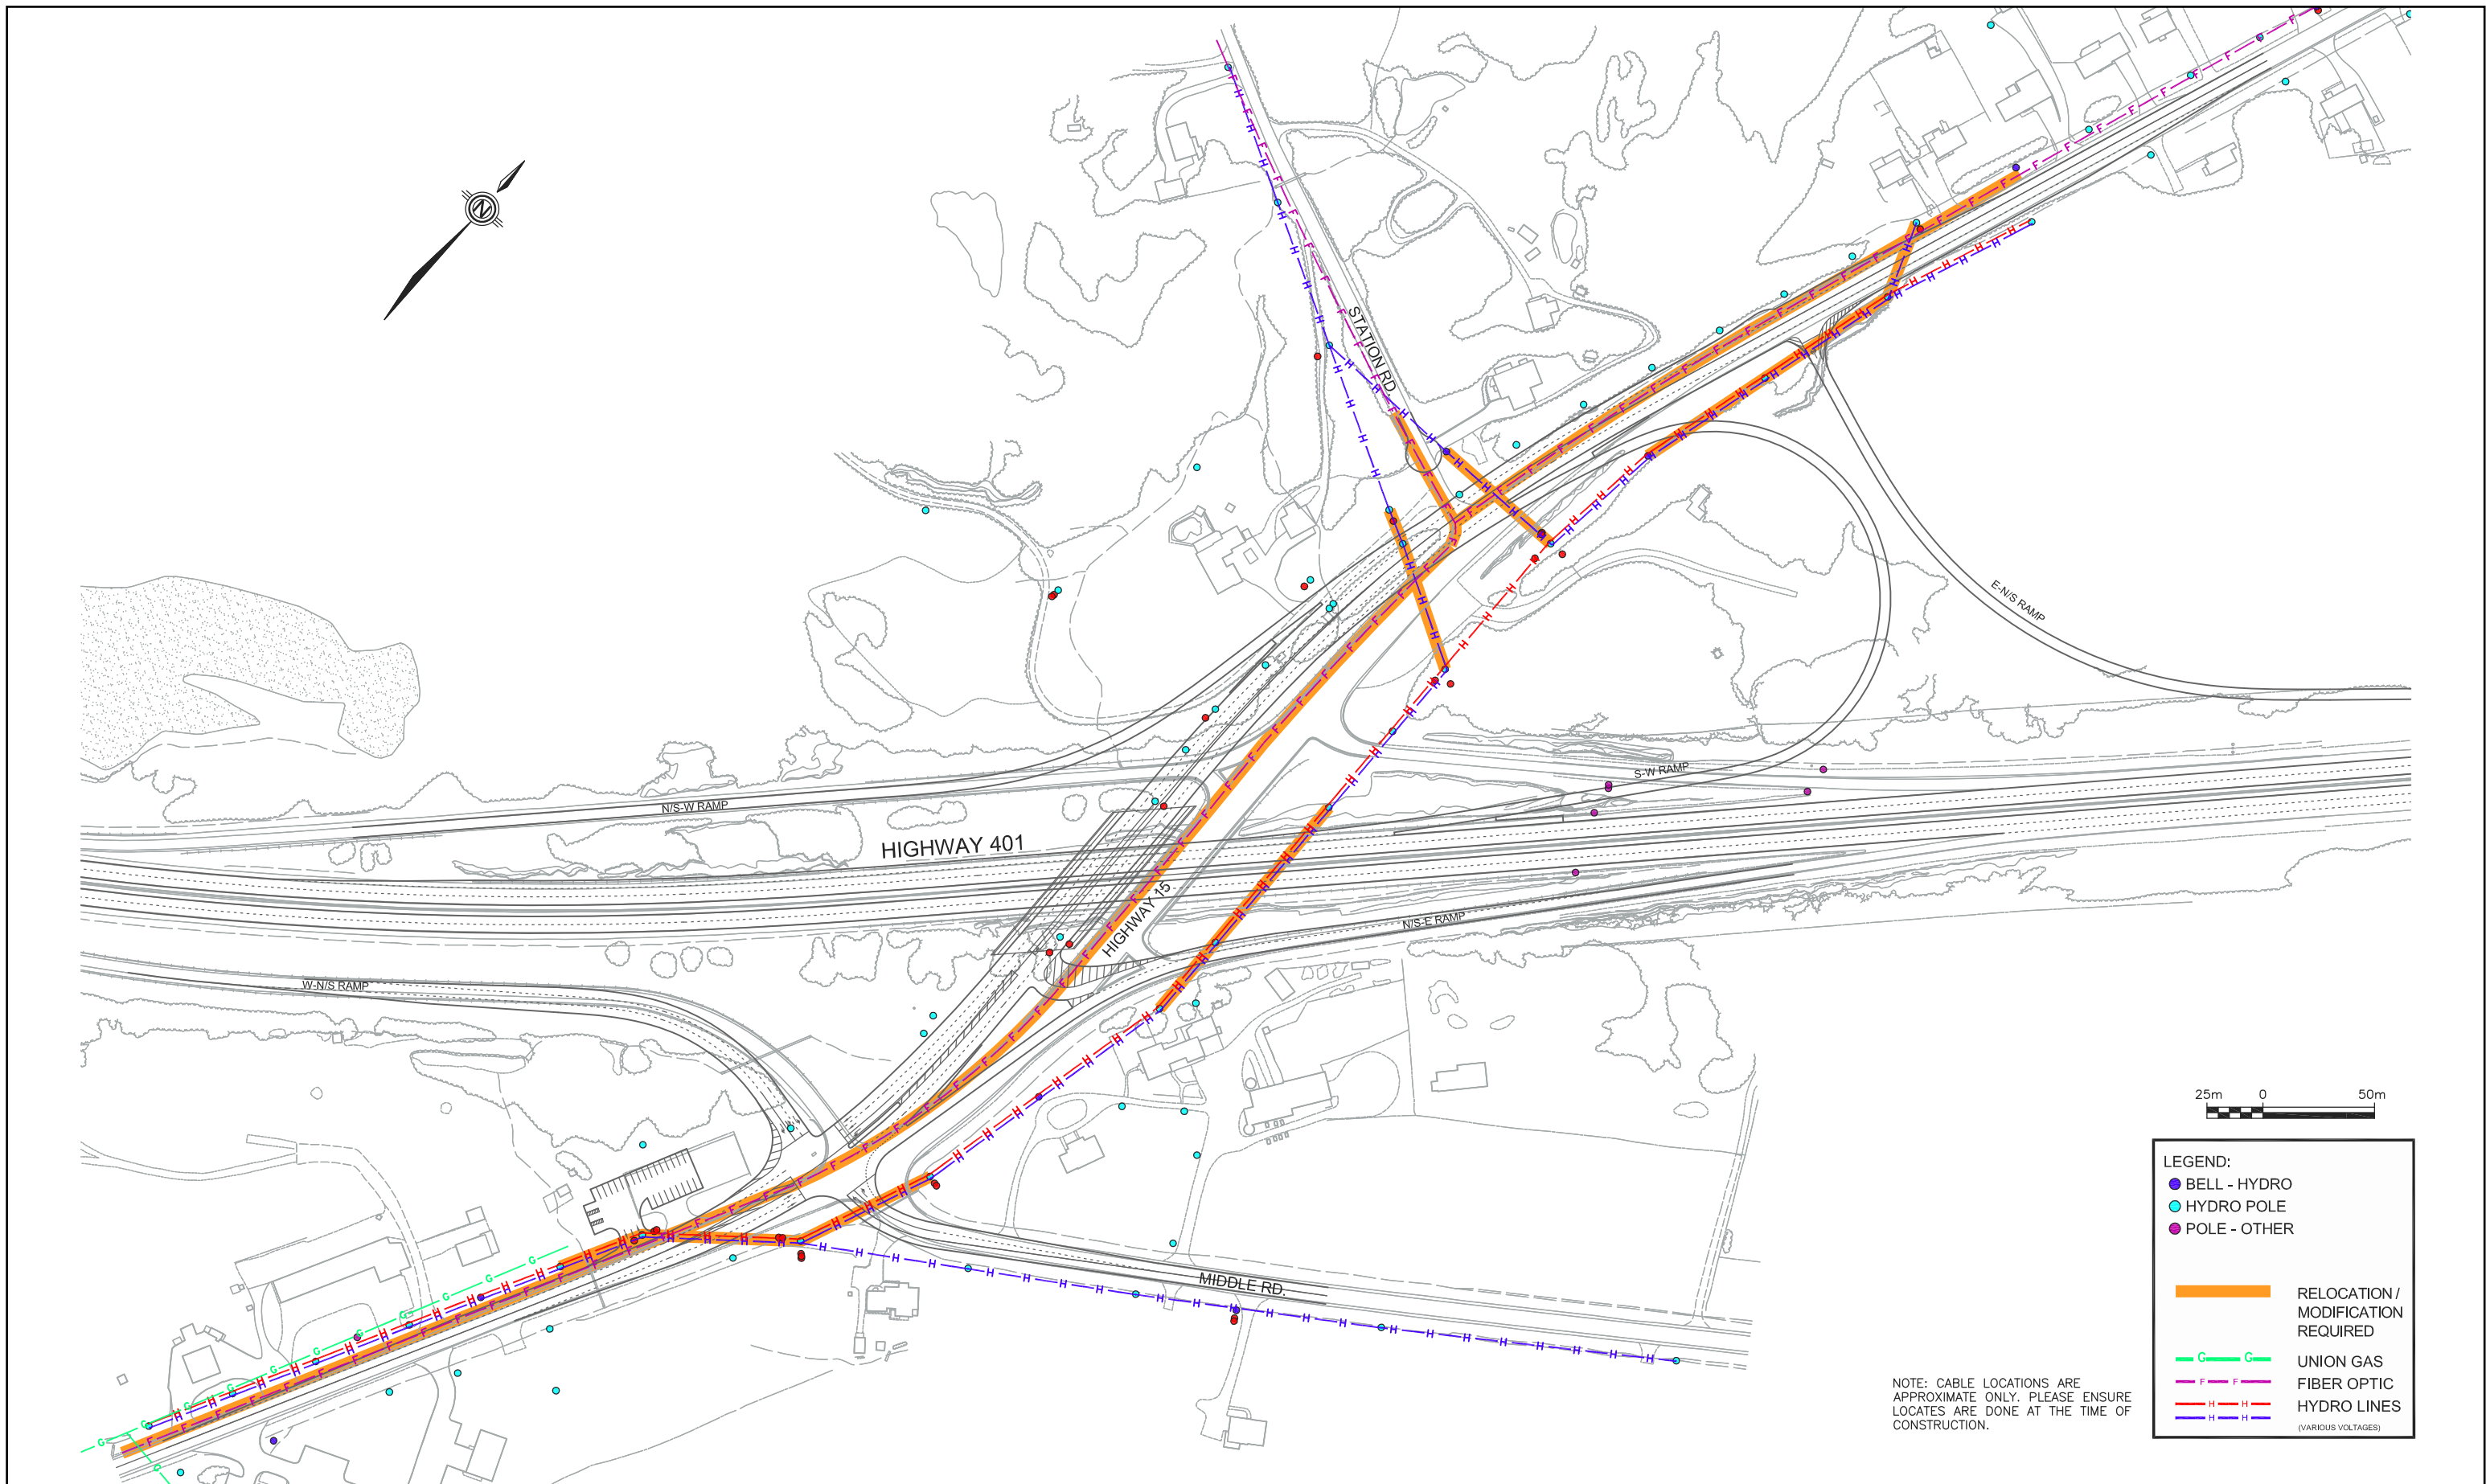 STATION RD.
E-N/S RAMP
S-W RAMP
N/S-W RAMP
HIGHWAY 401
HIGHWAY 15
N/S-E RAMP
W-N/S RAMP
MIDDLE RD.
25m 0 50m
LEGEND:
BELL - HYDRO
HYDRO POLE
POLE - OTHER
RELOCATION /
MODIFICATION
REQUIRED
G G UNION GAS
F F FIBER OPTIC
H H HYDRO LINES
H H (VARIOUS VOLTAGES)
NOTE: CABLE LOCATIONS ARE
APPROXIMATE ONLY. PLEASE ENSURE
LOCATES ARE DONE AT THE TIME OF
CONSTRUCTION.
N